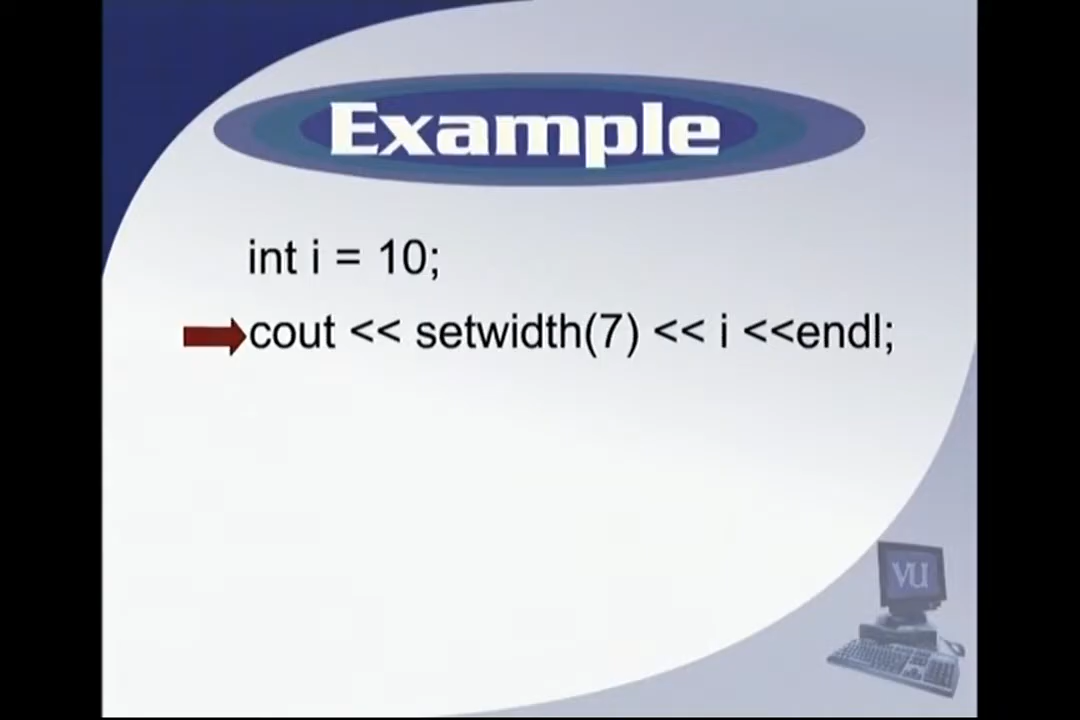 Example
int i = 10;
cout << setwidth(7) << i <<endl;
VU